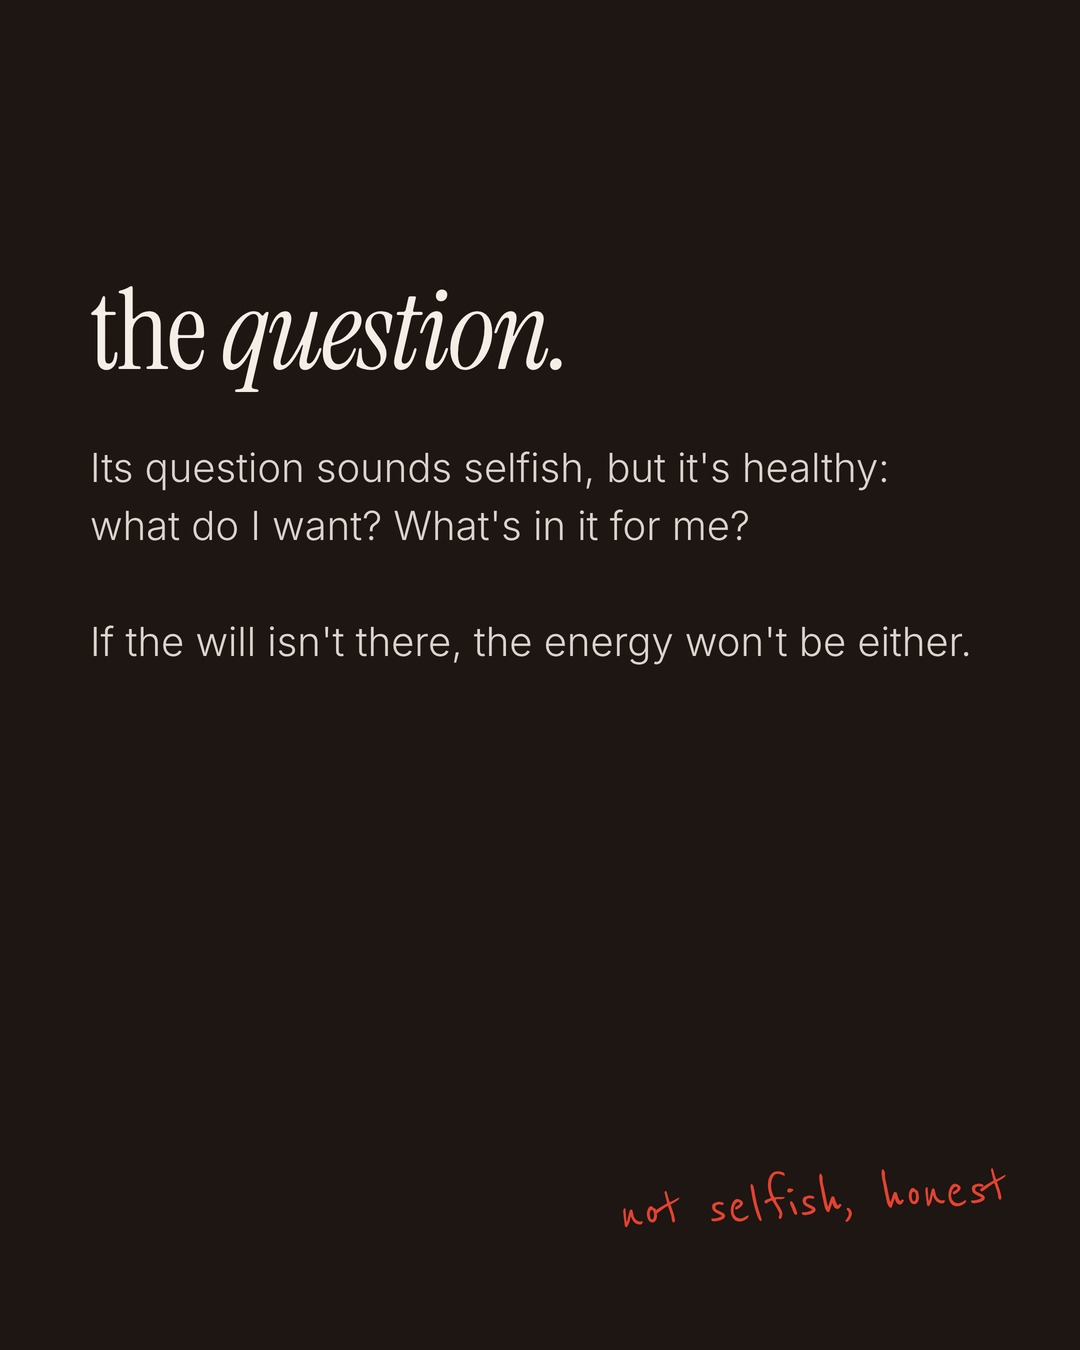 the question.
Its question sounds selfish, but it's healthy:
what do I want? What's in it for me?
If the will isn't there, the energy won't be either.
not selfish, honest